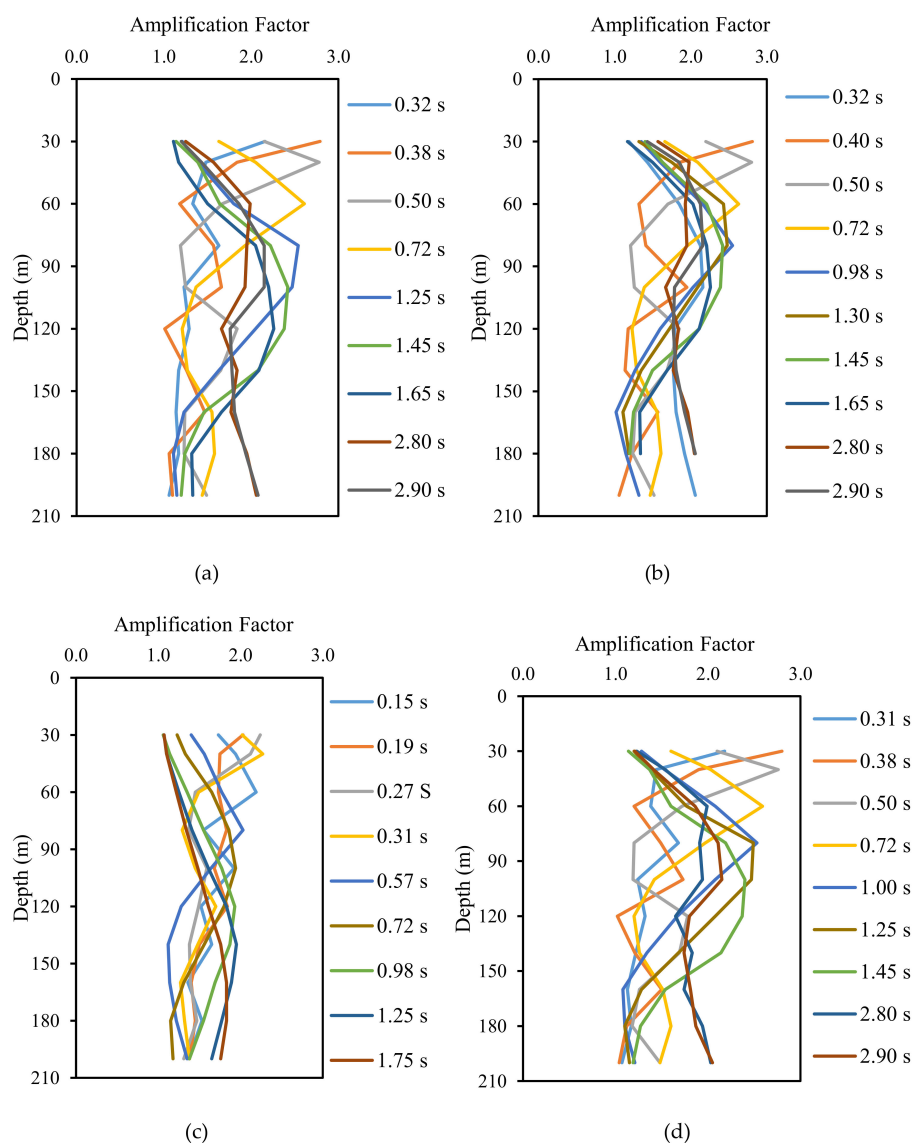 Amplification Factor
0.0 1.0 2.0 3.0
0
30
60
90
120
150
180
210
Depth (m)
0.32 s
0.38 s
0.50 s
0.72 s
1.25 s
1.45 s
1.65 s
2.80 s
2.90 s
(a)
Amplification Factor
0.0 1.0 2.0 3.0
0
30
60
90
120
150
180
210
Depth (m)
0.32 s
0.40 s
0.50 s
0.72 s
0.98 s
1.30 s
1.45 s
1.65 s
2.80 s
2.90 s
(b)
Amplification Factor
0.0 1.0 2.0 3.0
0
30
60
90
120
150
180
210
Depth (m)
0.15 s
0.19 s
0.27 S
0.31 s
0.57 s
0.72 s
0.98 s
1.25 s
1.75 s
(c)
Amplification Factor
0.0 1.0 2.0 3.0
0
30
60
90
120
150
180
210
Depth (m)
0.31 s
0.38 s
0.50 s
0.72 s
1.00 s
1.25 s
1.45 s
2.80 s
2.90 s
(d)